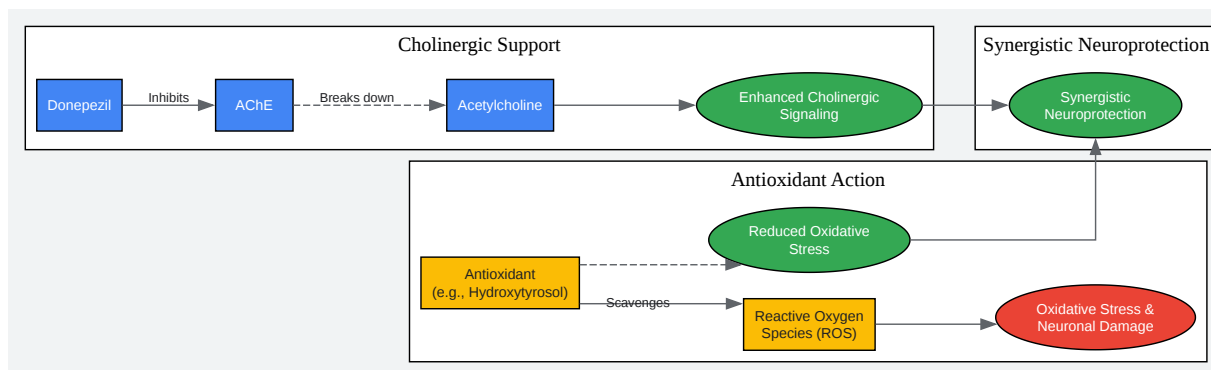 Cholinergic Support
Donepezil
Inhibits
AChE
Breaks down
Acetylcholine
Enhanced Cholinergic
Signaling
Synergistic Neuroprotection
Synergistic
Neuroprotection
Antioxidant Action
Reduced Oxidative
Stress
Antioxidant
(e.g., Hydroxytyrosol)
Scavenges
Reactive Oxygen
Species (ROS)
Oxidative Stress &
Neuronal Damage